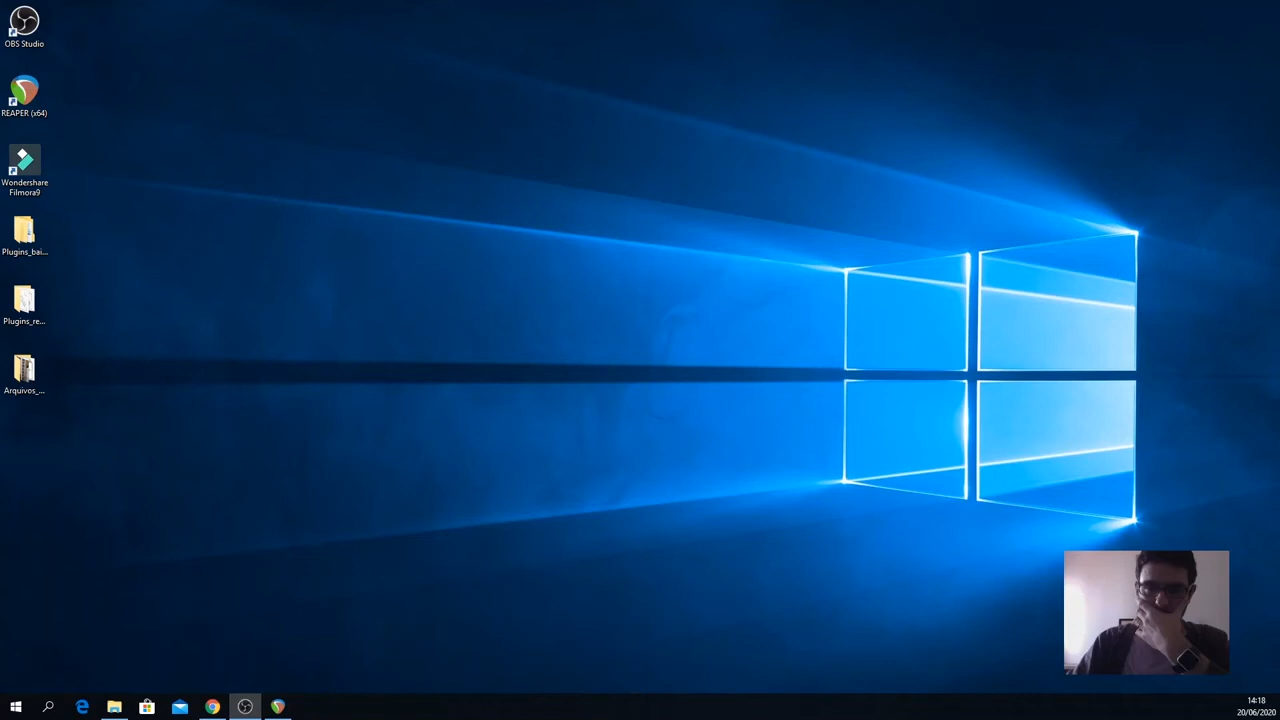 OBS Studio
REAPER (x64)
Wondershare
Filmora9
Plugins_bai...
Plugins_re...
Arquivos_...
14:18
20/06/2020